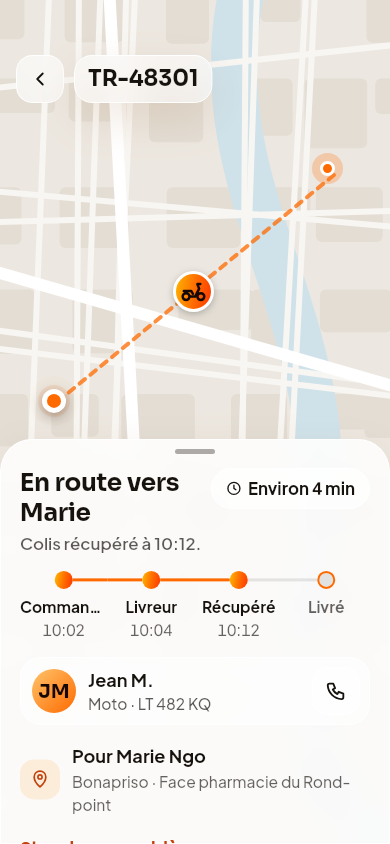 TR-48301
En route vers
Marie
Environ 4 min
Colis récupéré à 10:12.
Comman… Livreur Récupéré Livré
10:02 10:04 10:12
JM
Jean M.
Moto · LT 482 KQ
Pour Marie Ngo
Bonapriso · Face pharmacie du Rond-
point